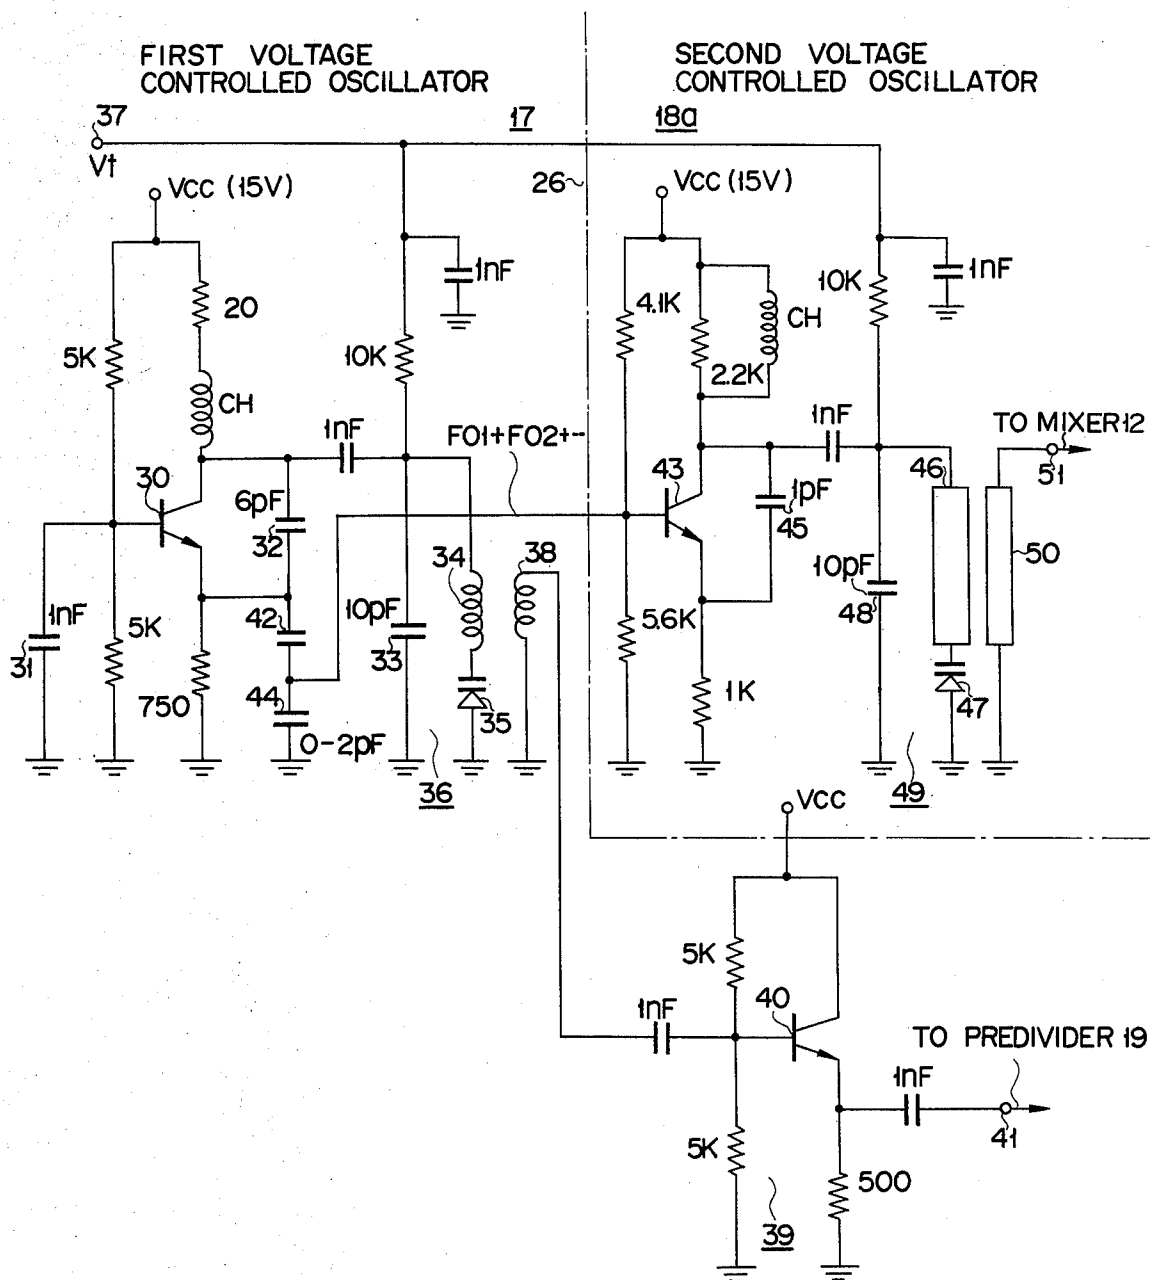 FIRST VOLTAGE
CONTROLLED OSCILLATOR
SECOND VOLTAGE
CONTROLLED OSCILLATOR
37
17
18a
Vt
VCC (15V)
26
VCC (15V)
1nF
1nF
20
4.1K
10K
CH
5K
10K
2.2K
CH
1nF
1nF
TO MIXER 12
FO1+FO2+--
51
30
43
46
6pF
1pF
32
45
34
38
50
10pF
1nF
42
10pF
5.6K
48
5K
31
33
750
44
35
1K
47
0-2pF
36
49
VCC
5K
1nF
40
TO PREDIVIDER 19
1nF
41
5K
500
39